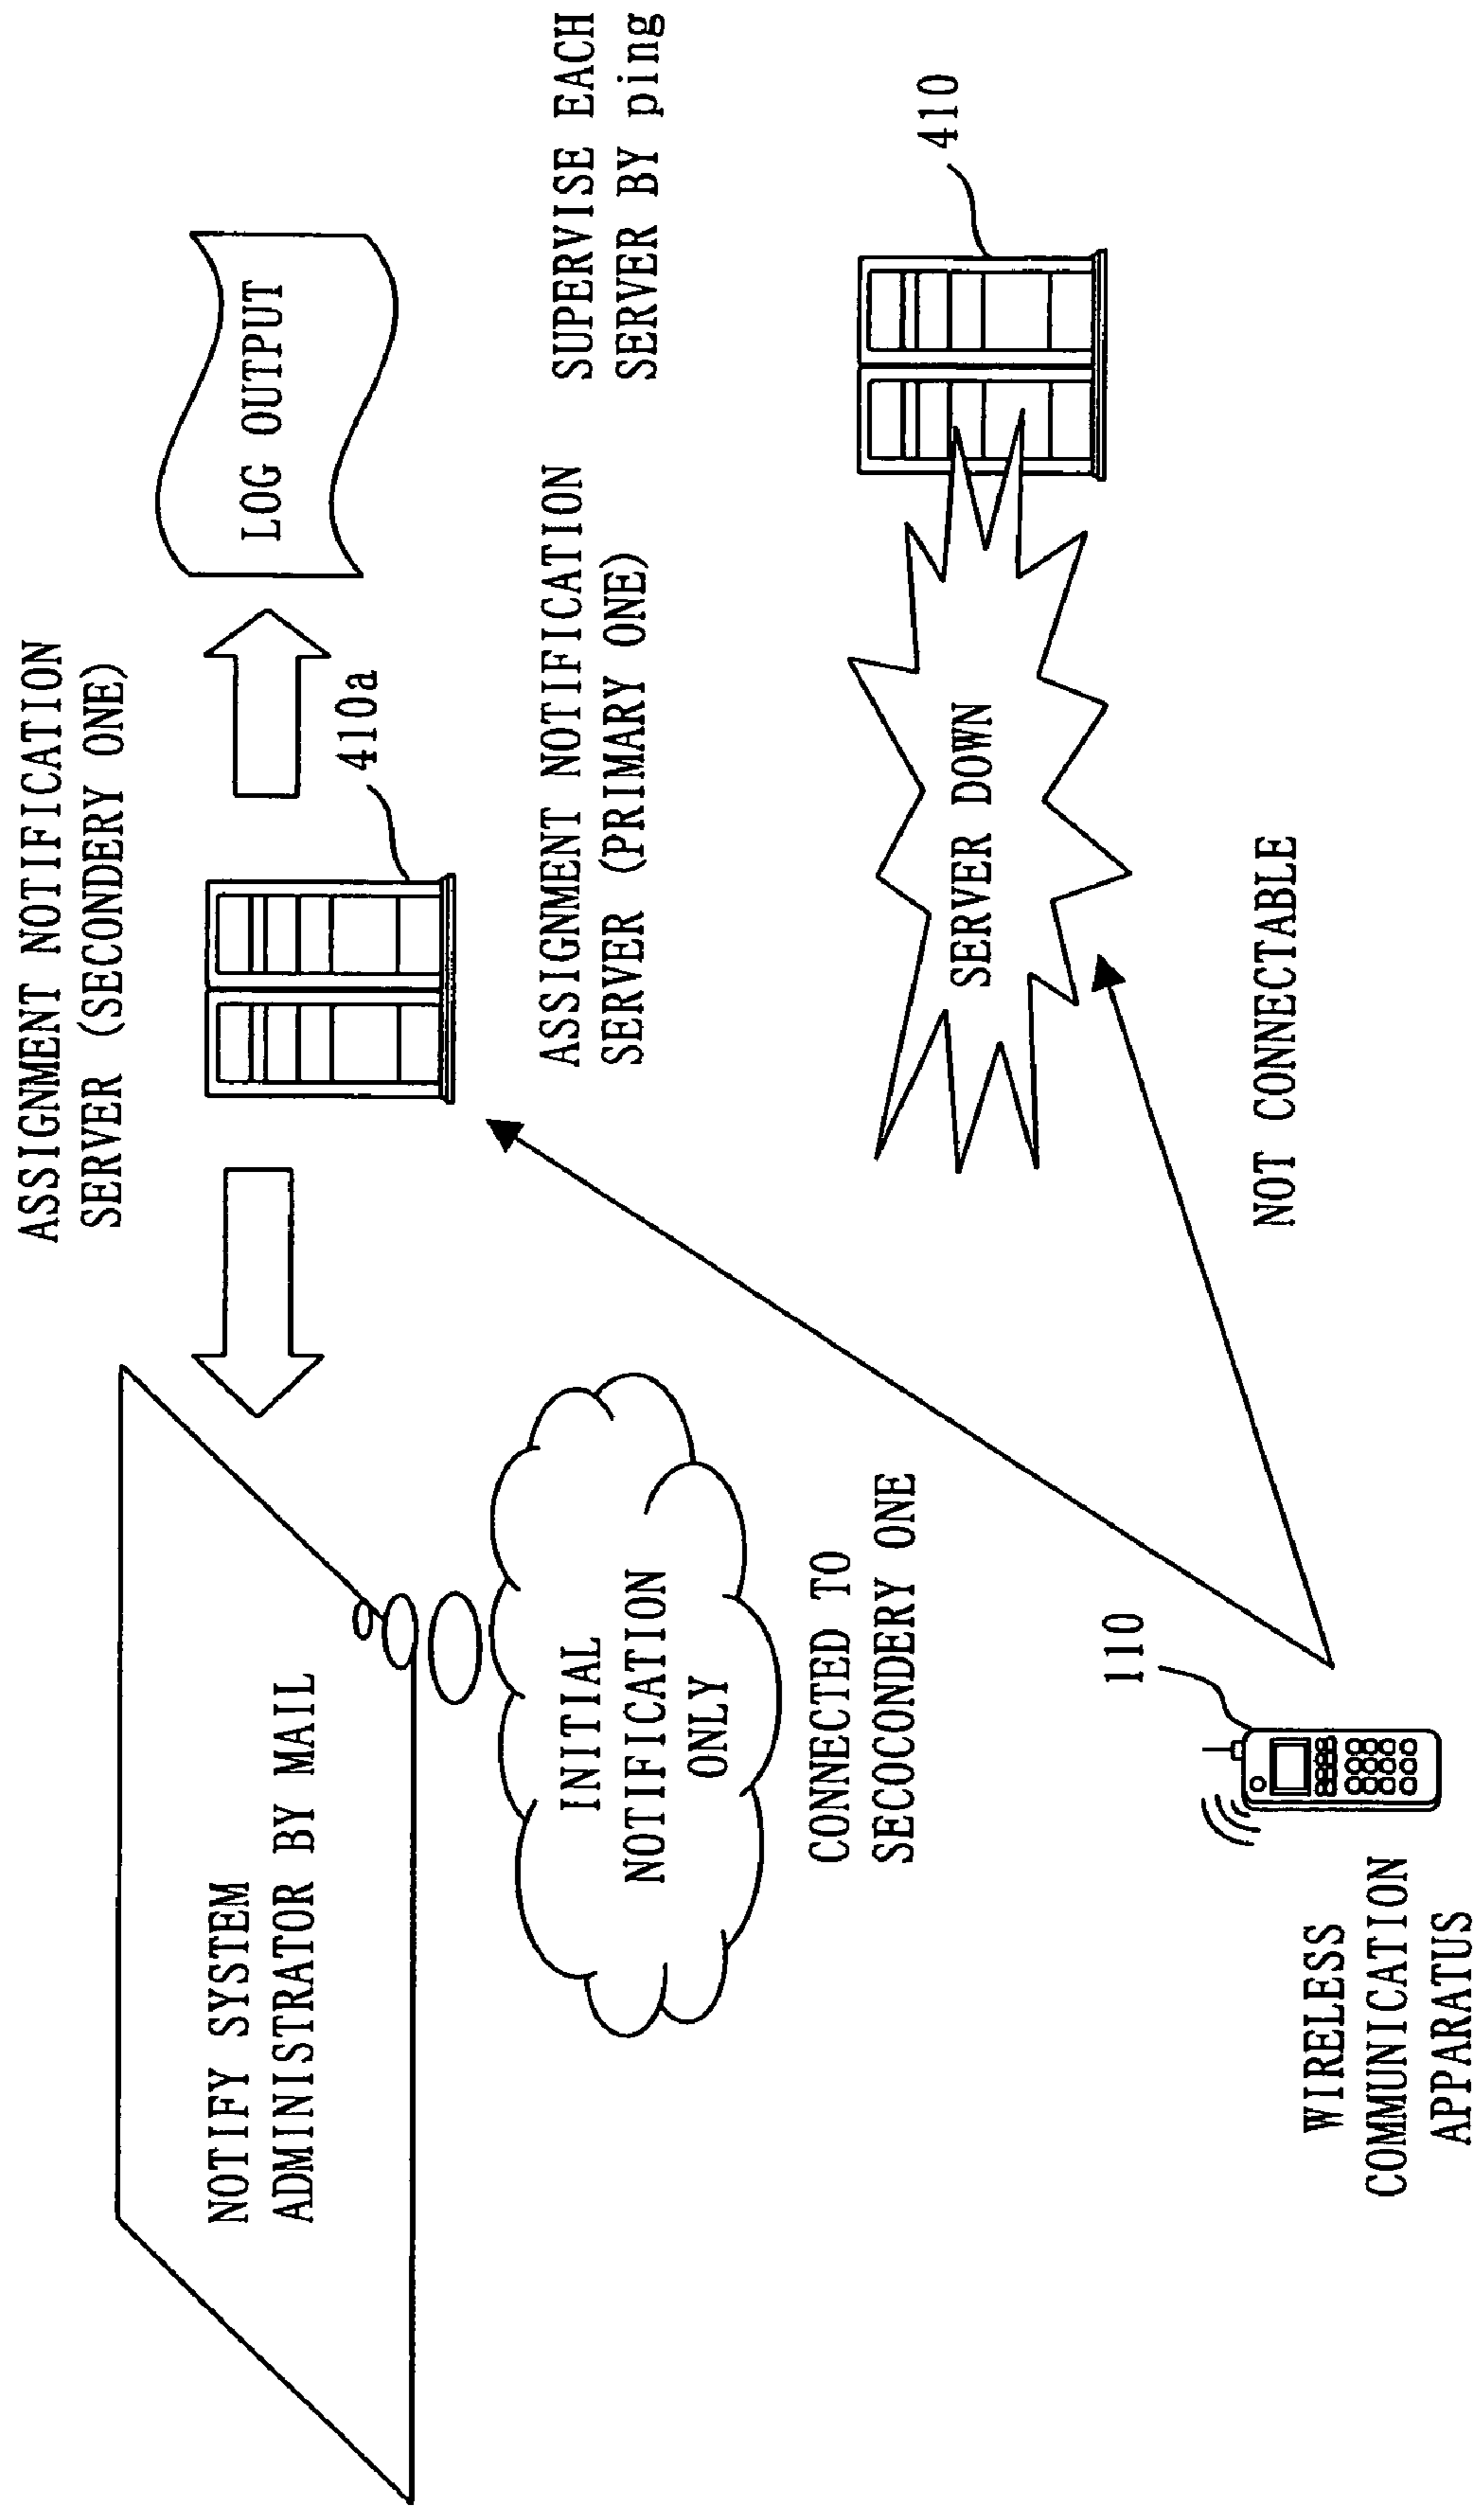 ASSIGNMENT NOTIFICATION
SERVER (SECONDERY ONE)
NOTIFY SYSTEM
ADMINISTRATOR BY MAIL
LOG OUTPUT
410a
INITIAL
NOTIFICATION
ONLY
ASSIGNMENT NOTIFICATION
SERVER (PRIMARY ONE)
SUPERVISE EACH
SERVER BY ping
CONNECTED TO
SECOCONDERY ONE
SERVER DOWN
410
110
NOT CONNECTABLE
WIRELESS
COMMUNICATION
APPARATUS